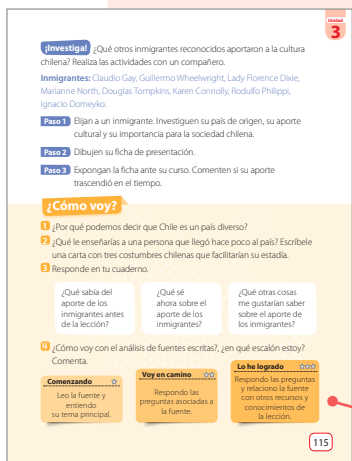 Unidad
3
¡Investiga! ¿Qué otros inmigrantes reconocidos aportaron a la cultura
chilena? Realiza las actividades con un compañero.
Inmigrantes: Claudio Gay, Guillermo Wheelwright, Lady Florence Dixie,
Marianne North, Douglas Tompkins, Karen Connolly, Rodulfo Philippi,
Ignacio Domeyko.
Paso 1 Elijan a un inmigrante. Investiguen su país de origen, su aporte
cultural y su importancia para la sociedad chilena.
Paso 2 Dibujen su ficha de presentación.
Paso 3 Expongan la ficha ante su curso. Comenten si su aporte
trascendió en el tiempo.
¿Cómo voy?
1 ¿Por qué podemos decir que Chile es un país diverso?
2 ¿Qué le enseñarías a una persona que llegó hace poco al país? Escríbele
una carta con tres costumbres chilenas que facilitarían su estadía.
3 Responde en tu cuaderno.
¿Qué sabía del
aporte de los
inmigrantes antes
de la lección?
¿Qué sé
ahora sobre el
aporte de los
inmigrantes?
¿Qué otras cosas
me gustarían saber
sobre el aporte de
los inmigrantes?
4 ¿Cómo voy con el análisis de fuentes escritas?, ¿en qué escalón estoy?
Comenta.
Comenzando
Leo la fuente y
entiendo
su tema principal.
Voy en camino
Respondo las
preguntas asociadas a
la fuente.
Lo he logrado
Respondo las preguntas
y relaciono la fuente
con otros recursos y
conocimientos de
la lección.
115